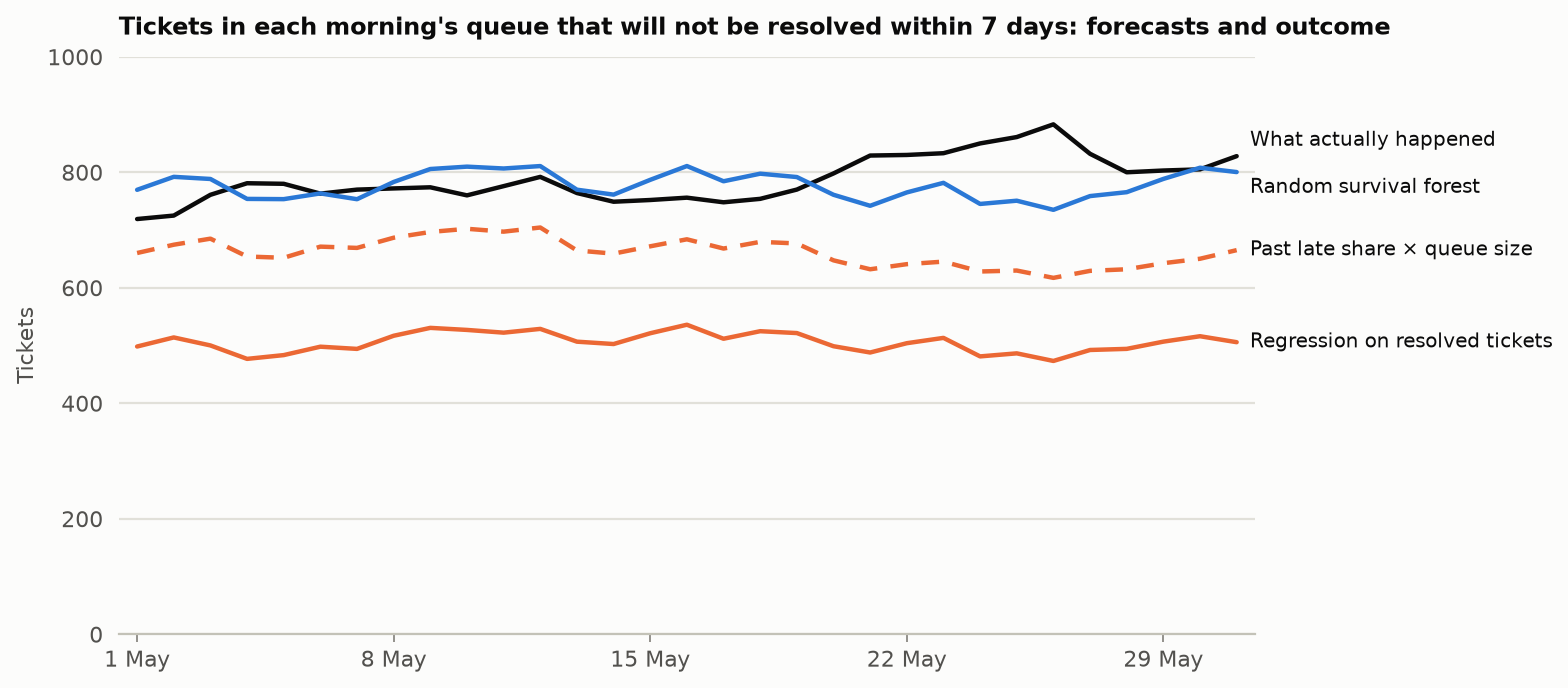 Tickets in each morning's queue that will not be resolved within 7 days: forecasts and outcome
1000
800
600
400
200
0
Tickets
What actually happened
Random survival forest
Past late share × queue size
Regression on resolved tickets
1 May
8 May
15 May
22 May
29 May